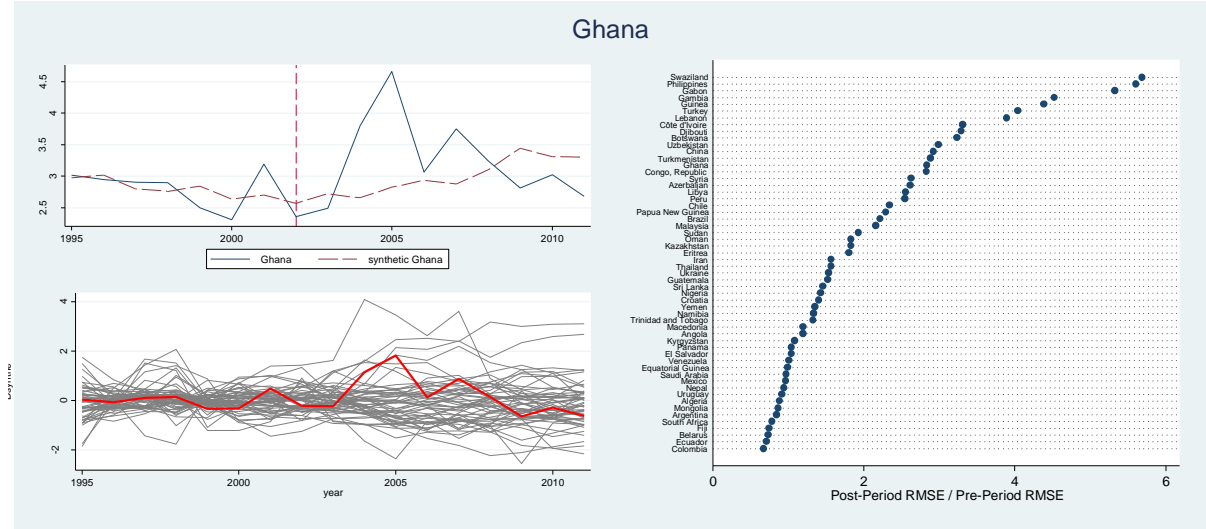 Ghana
4.5
4
3.5
3
2.5
1995 2000 2005 2010
Ghana synthetic Ghana
4
2
0
-2
1995 2000 2005 2010
year
Swaziland
Philippines
Gabon
Gambia
Guinea
Turkey
Lebanon
Côte d'Ivoire
Djibouti
Botswana
Uzbekistan
China
Turkmenistan
Ghana
Congo, Republic
Syria
Azerbaijan
Libya
Peru
Chile
Papua New Guinea
Brazil
Malaysia
Sudan
Oman
Kazakhstan
Eritrea
Iran
Thailand
Ukraine
Guatemala
Sri Lanka
Nigeria
Croatia
Yemen
Namibia
Trinidad and Tobago
Macedonia
Angola
Kyrgyzstan
Panama
El Salvador
Venezuela
Equatorial Guinea
Saudi Arabia
Mexico
Nepal
Uruguay
Algeria
Mongolia
Argentina
South Africa
Fiji
Belarus
Ecuador
Colombia
0 2 4 6
Post-Period RMSE / Pre-Period RMSE